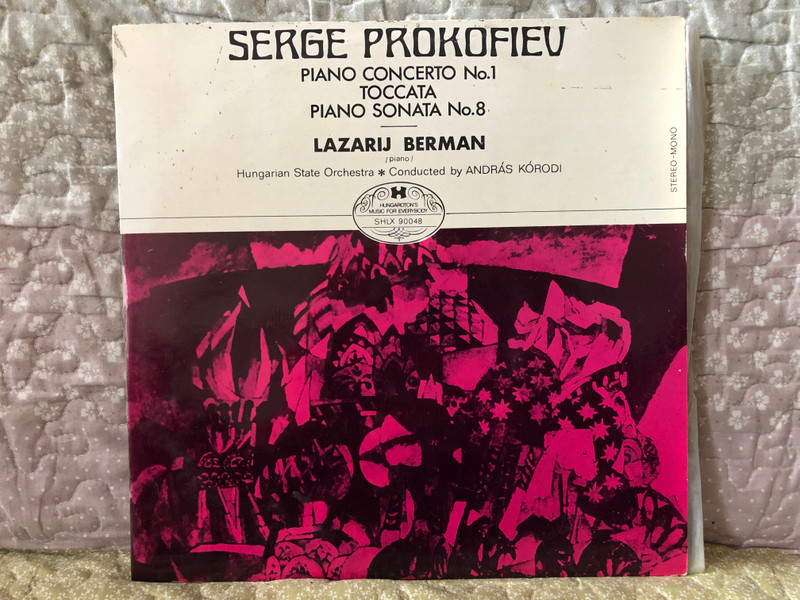 SERGE PROKOFIEV
PIANO CONCERTO No.1
TOCCATA
PIANO SONATA No.8
LAZARIJ BERMAN
/piano/
Hungarian State Orchestra * Conducted by ANDRÁS KÓRODI
STEREO-MONO
H
HUNGAROTON'S
MUSIC FOR EVERYBODY
SHLX 90048